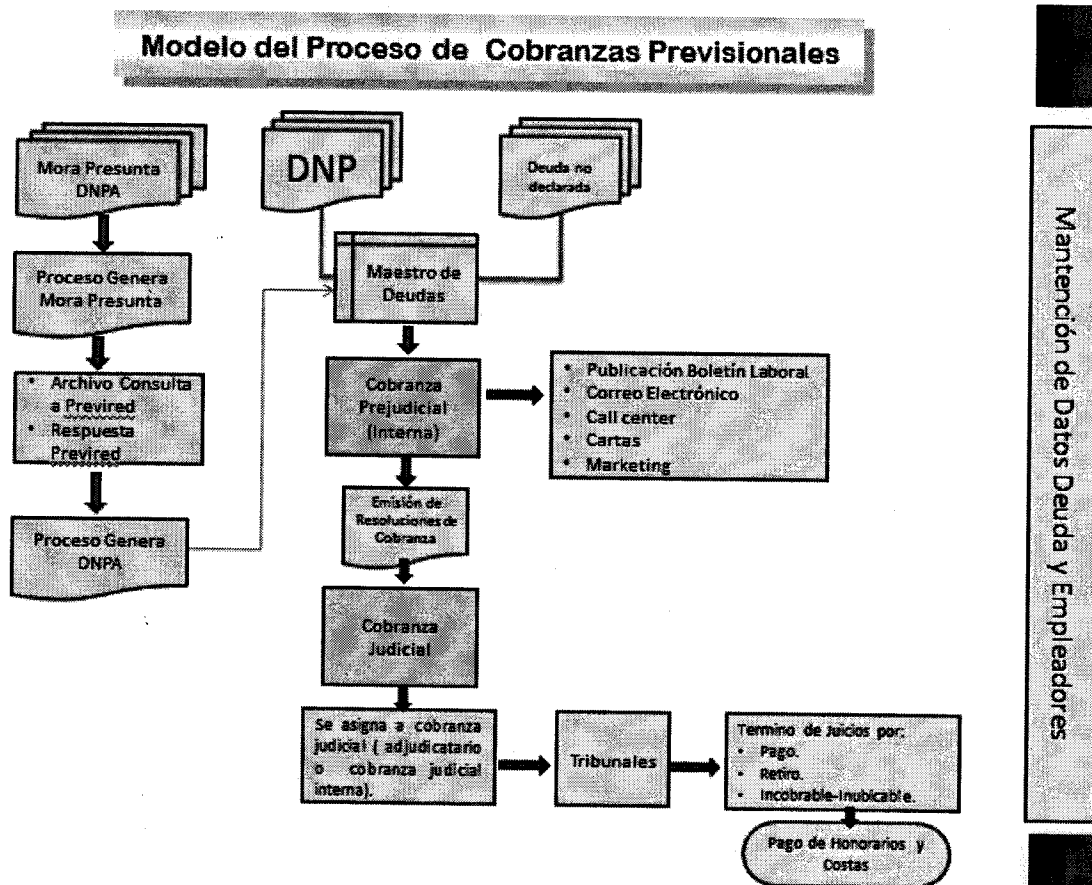 Modelo del Proceso de Cobranzas Previsionales
Mora Presunta
DNPA
DNP
Deuda no
declarada
Proceso Genera
Mora Presunta
Maestro de
Deudas
• Archivo Consulta
a Previred
• Respuesta
Previred
Cobranza
Prejudicial
(Interna)
• Publicación Boletín Laboral
• Correo Electrónico
• Call center
• Cartas
• Marketing
Proceso Genera
DNPA
Emisión de
Resoluciones de
Cobranza
Cobranza
Judicial
Se asigna a cobranza
judicial ( adjudicatario
o cobranza judicial
interna).
Tribunales
Termino de Juicios por:
• Pago.
• Retiro.
• Incobrable-Inubicable.
Pago de Honorarios y
Costas
Mantención de Datos Deuda y Empleadores